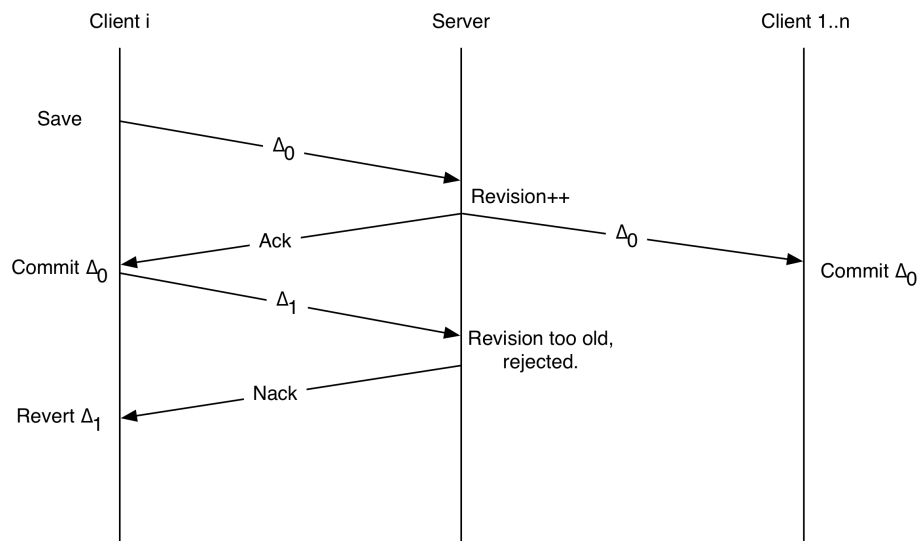 Client i
Server
Client 1..n
Save
Δ0
Revision++
Ack
Δ0
Commit Δ0
Commit Δ0
Δ1
Revision too old,
rejected.
Nack
Revert Δ1